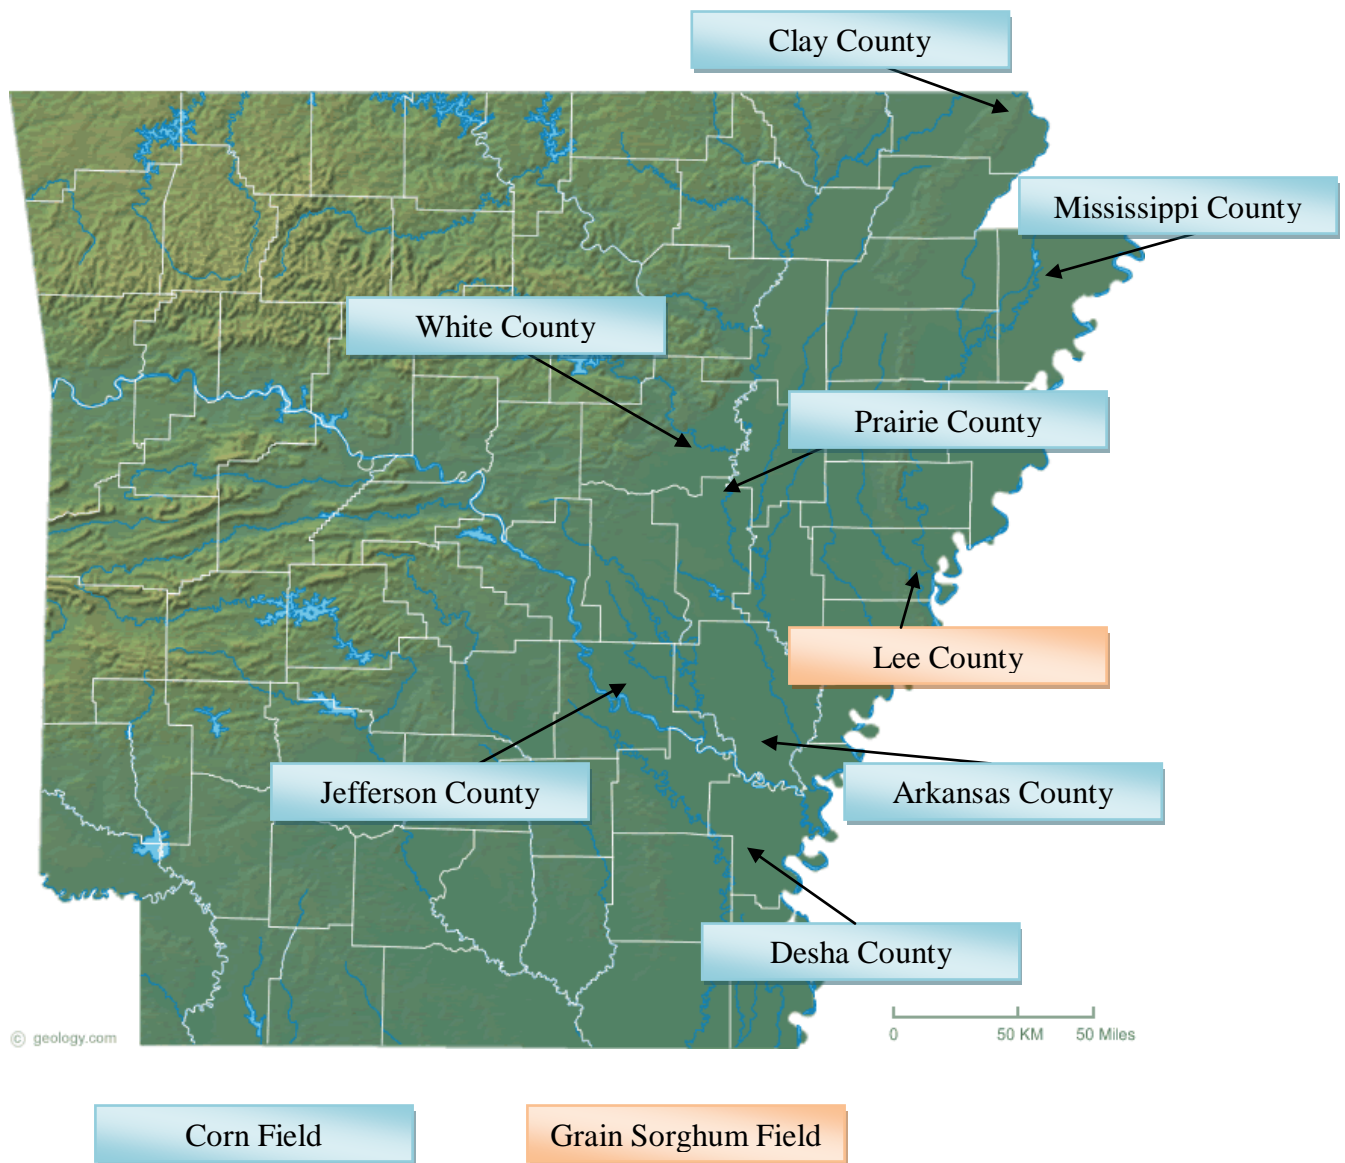 Clay County
Mississippi County
White County
Prairie County
Lee County
Jefferson County
Arkansas County
Desha County
0 50 KM 50 Miles
© geology.com
Corn Field
Grain Sorghum Field